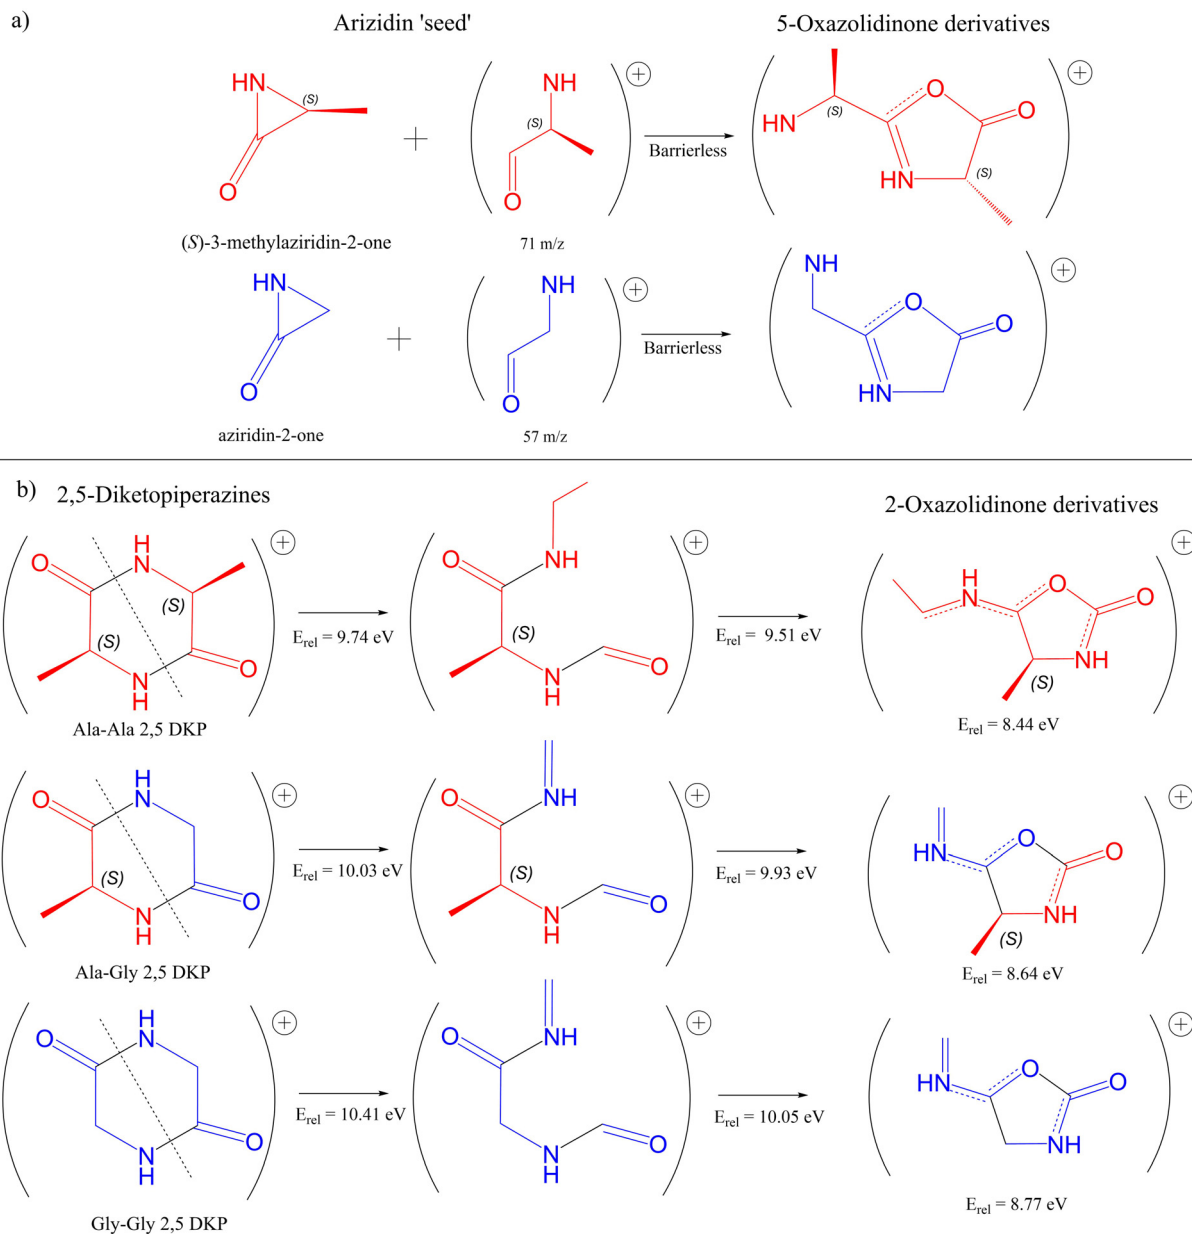 a)
Arizidin 'seed'
5-Oxazolidinone derivatives
HN
(S)
O
+
NH
(S)
O
+
Barrierless
(S)
HN
O
O
HN
(S)
+
(S)-3-methylaziridin-2-one
71 m/z
HN
O
+
NH
O
+
Barrierless
NH
O
O
HN
+
aziridin-2-one
57 m/z
b)
2,5-Diketopiperazines
2-Oxazolidinone derivatives
O
H
N
(S)
(S)
N
H
O
+
Ala-Ala 2,5 DKP
Erel = 9.74 eV
O
NH
(S)
N
H
O
+
Erel = 9.51 eV
H
N
O
O
NH
(S)
+
Erel = 8.44 eV
O
H
N
(S)
N
H
O
+
Ala-Gly 2,5 DKP
Erel = 10.03 eV
O
NH
(S)
N
H
O
+
Erel = 9.93 eV
HN
O
O
NH
(S)
+
Erel = 8.64 eV
O
H
N
N
H
O
+
Gly-Gly 2,5 DKP
Erel = 10.41 eV
O
NH
N
H
O
+
Erel = 10.05 eV
HN
O
O
NH
+
Erel = 8.77 eV